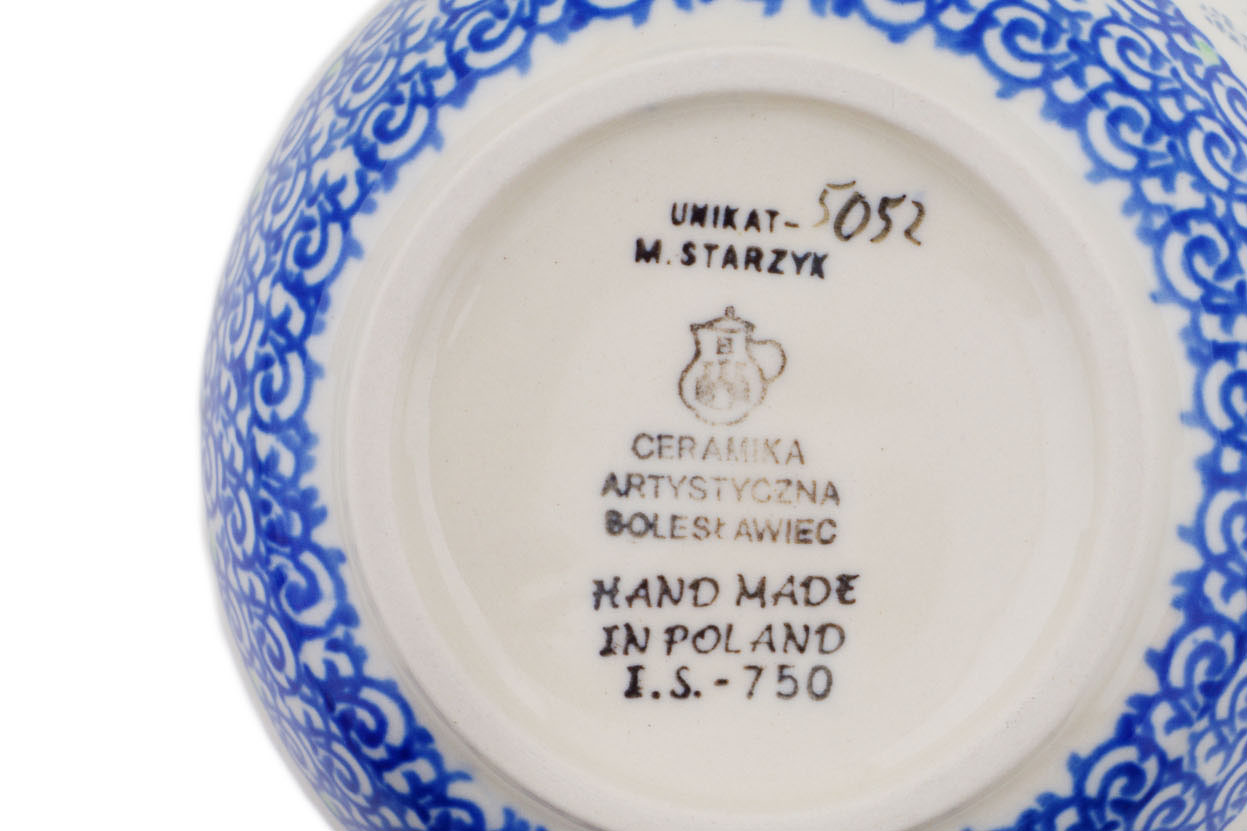 UNIKAT-5052
M. STARZYK
CERAMIKA
ARTYSTYCZNA
BOLESŁAWIEC
HAND MADE
IN POLAND
I.S.-750